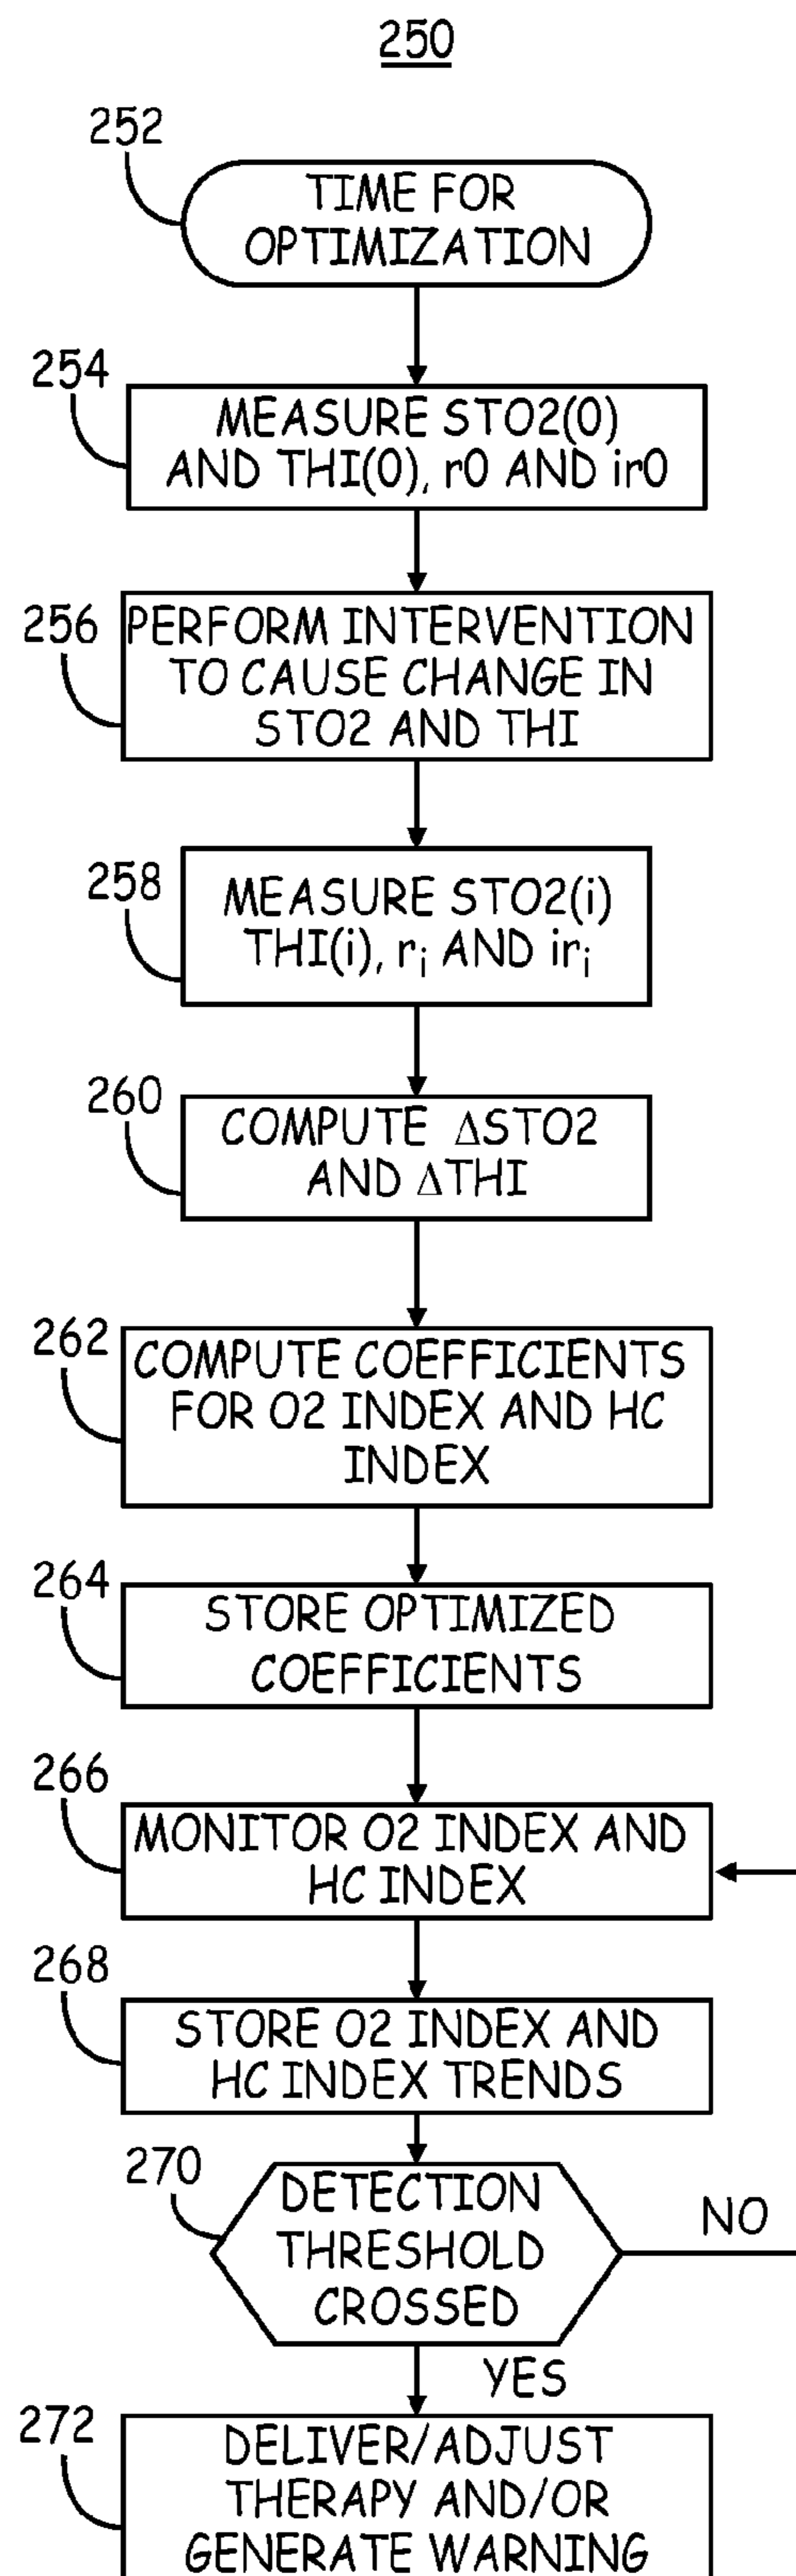 250
252
TIME FOR
OPTIMIZATION
254
MEASURE STO2(0)
AND THI(0), r0 AND ir0
256
PERFORM INTERVENTION
TO CAUSE CHANGE IN
STO2 AND THI
258
MEASURE STO2(i)
THI(i), ri AND iri
260
COMPUTE ΔSTO2
AND ΔTHI
262
COMPUTE COEFFICIENTS
FOR O2 INDEX AND HC
INDEX
264
STORE OPTIMIZED
COEFFICIENTS
266
MONITOR O2 INDEX AND
HC INDEX
268
STORE O2 INDEX AND
HC INDEX TRENDS
270
DETECTION
THRESHOLD
CROSSED
NO
YES
272
DELIVER/ADJUST
THERAPY AND/OR
GENERATE WARNING